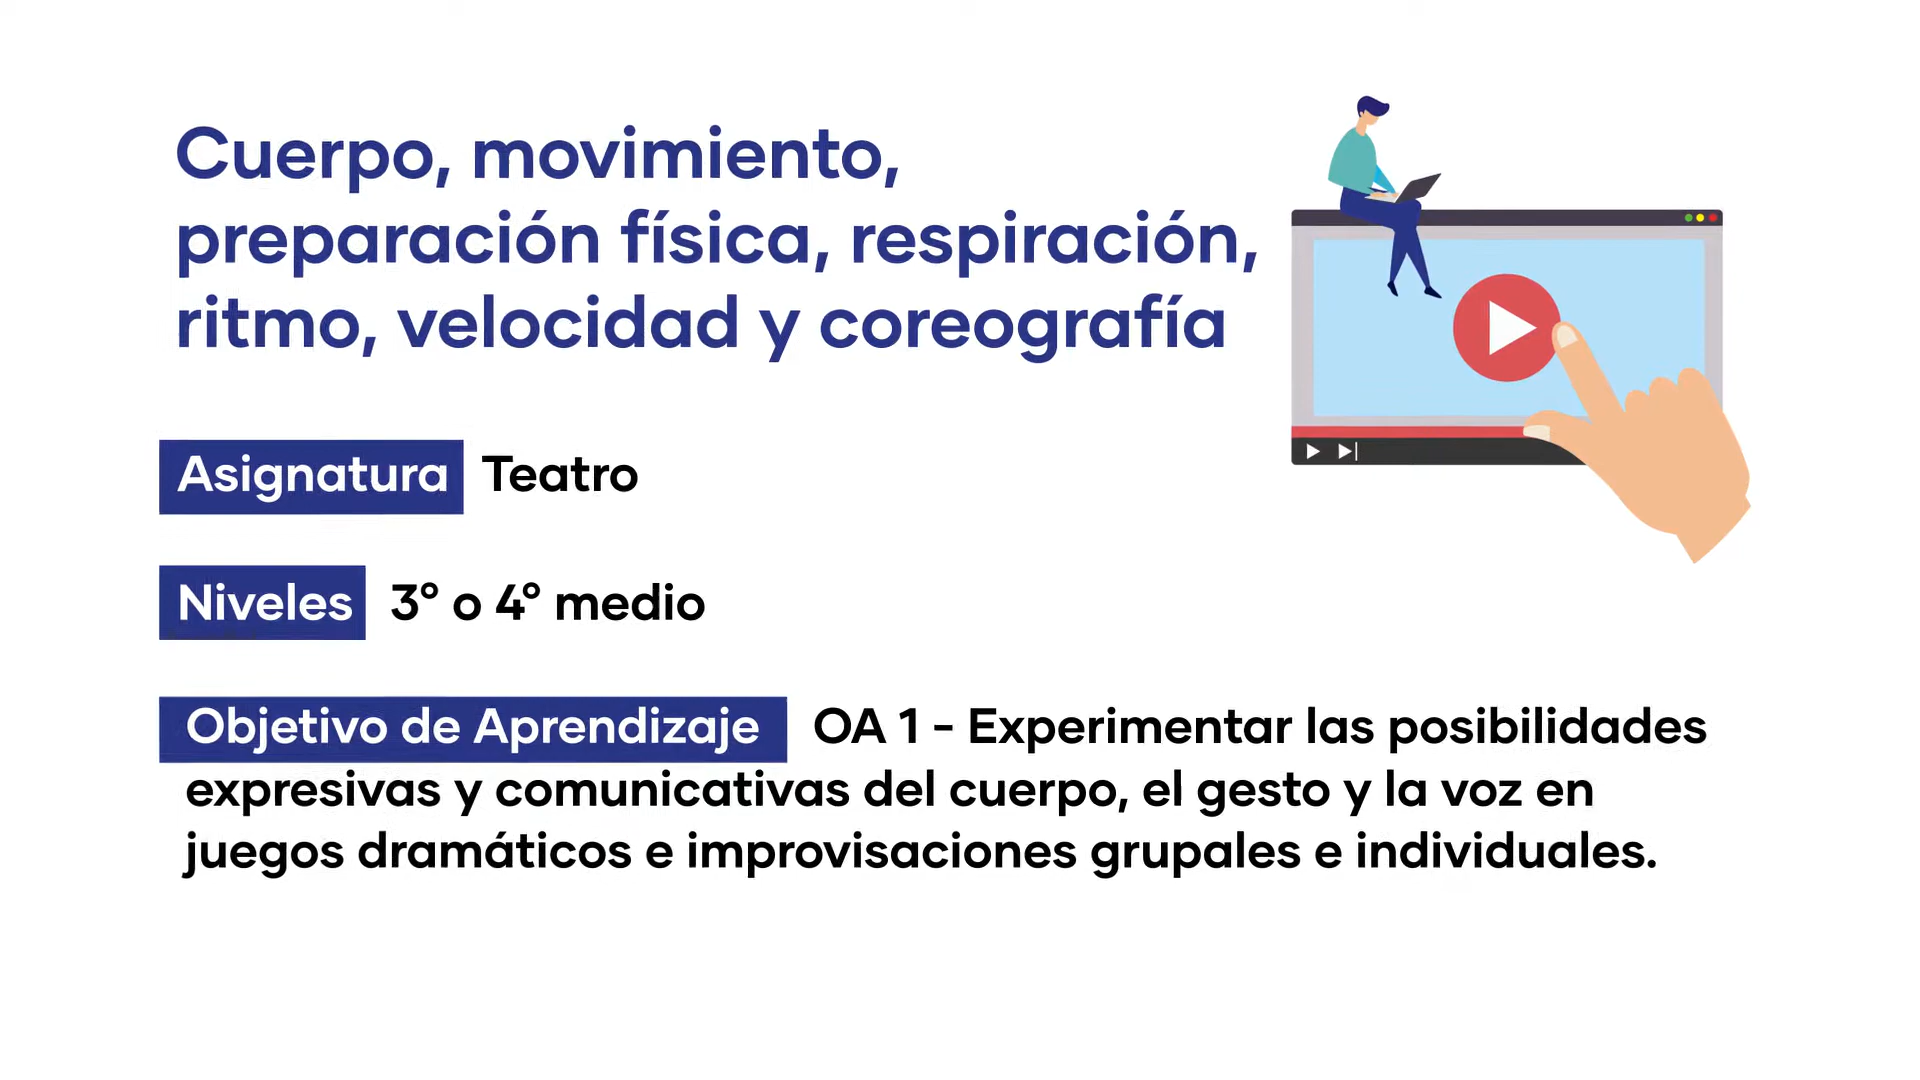 Cuerpo, movimiento,
preparación física, respiración,
ritmo, velocidad y coreografía
Asignatura Teatro
Niveles 3° o 4° medio
Objetivo de Aprendizaje OA 1 - Experimentar las posibilidades
expresivas y comunicativas del cuerpo, el gesto y la voz en
juegos dramáticos e improvisaciones grupales e individuales.